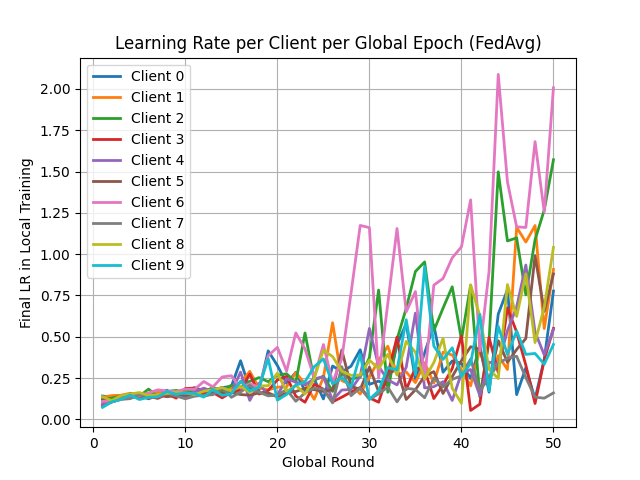 Learning Rate per Client per Global Epoch (FedAvg)
Final LR in Local Training
2.00
1.75
1.50
1.25
1.00
0.75
0.50
0.25
0.00
Client 0
Client 1
Client 2
Client 3
Client 4
Client 5
Client 6
Client 7
Client 8
Client 9
0 10 20 30 40 50
Global Round